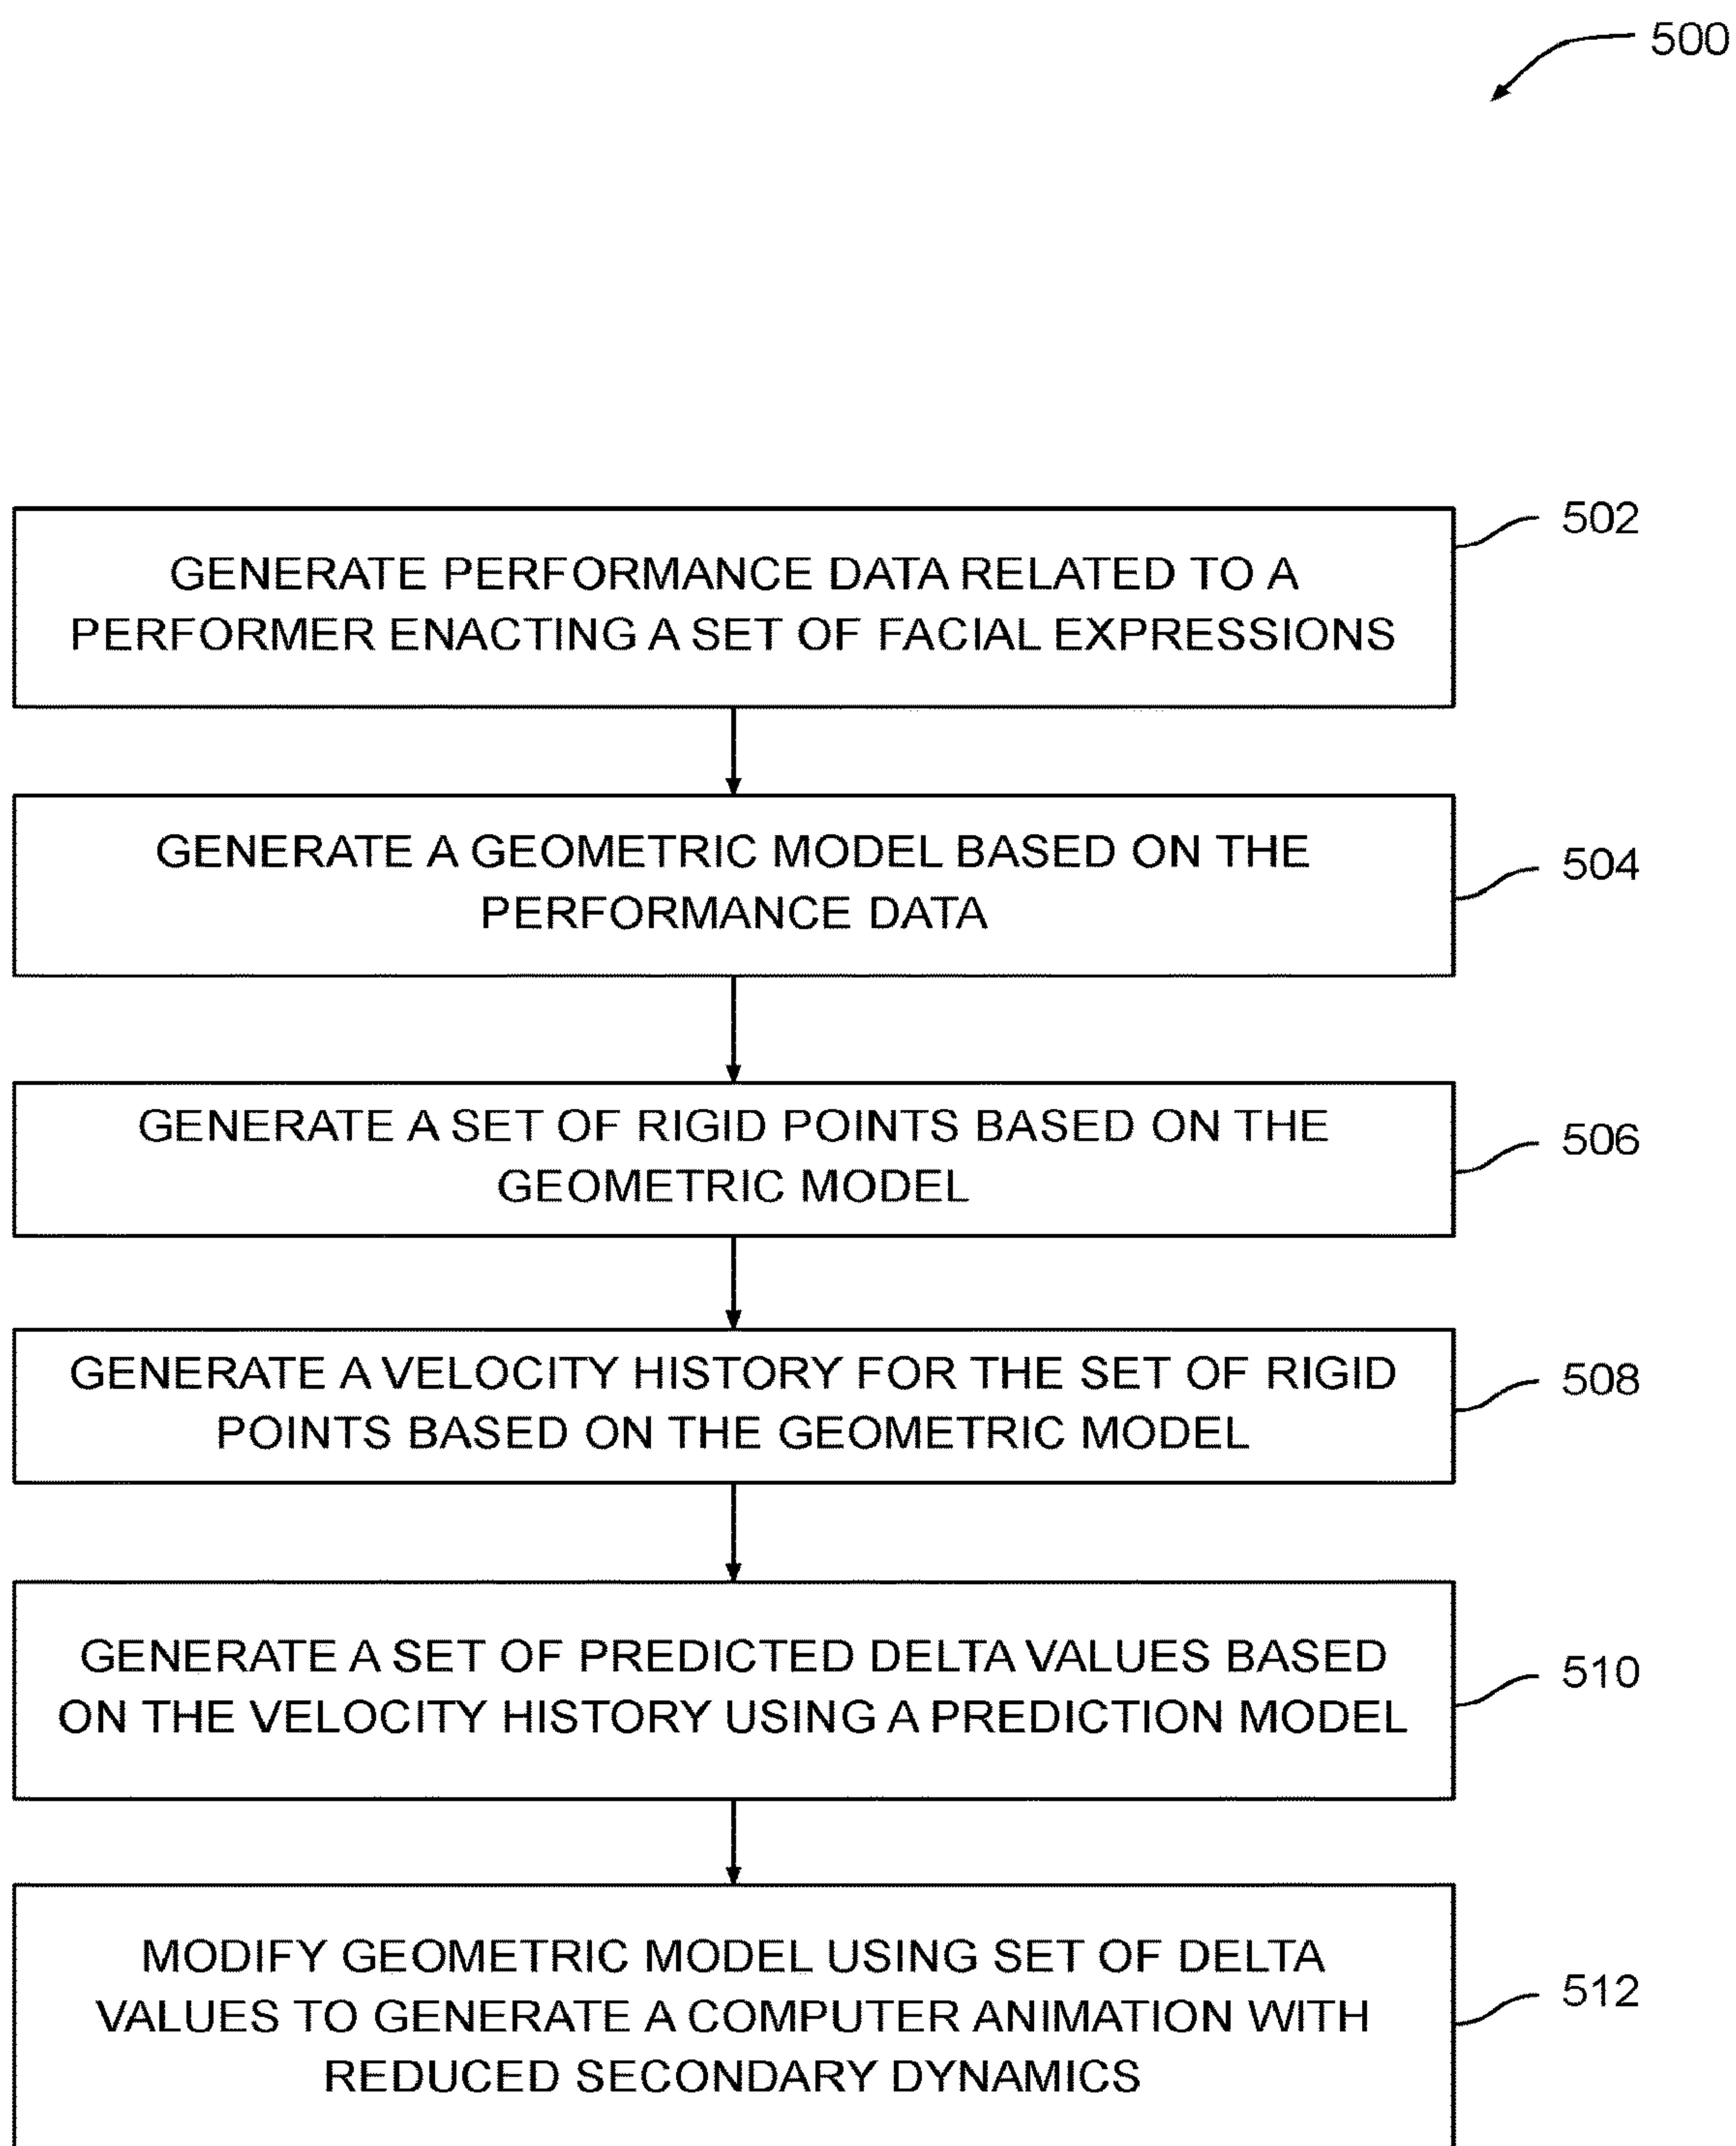 500
502
GENERATE PERFORMANCE DATA RELATED TO A
PERFORMER ENACTING A SET OF FACIAL EXPRESSIONS
504
GENERATE A GEOMETRIC MODEL BASED ON THE
PERFORMANCE DATA
506
GENERATE A SET OF RIGID POINTS BASED ON THE
GEOMETRIC MODEL
508
GENERATE A VELOCITY HISTORY FOR THE SET OF RIGID
POINTS BASED ON THE GEOMETRIC MODEL
510
GENERATE A SET OF PREDICTED DELTA VALUES BASED
ON THE VELOCITY HISTORY USING A PREDICTION MODEL
512
MODIFY GEOMETRIC MODEL USING SET OF DELTA
VALUES TO GENERATE A COMPUTER ANIMATION WITH
REDUCED SECONDARY DYNAMICS